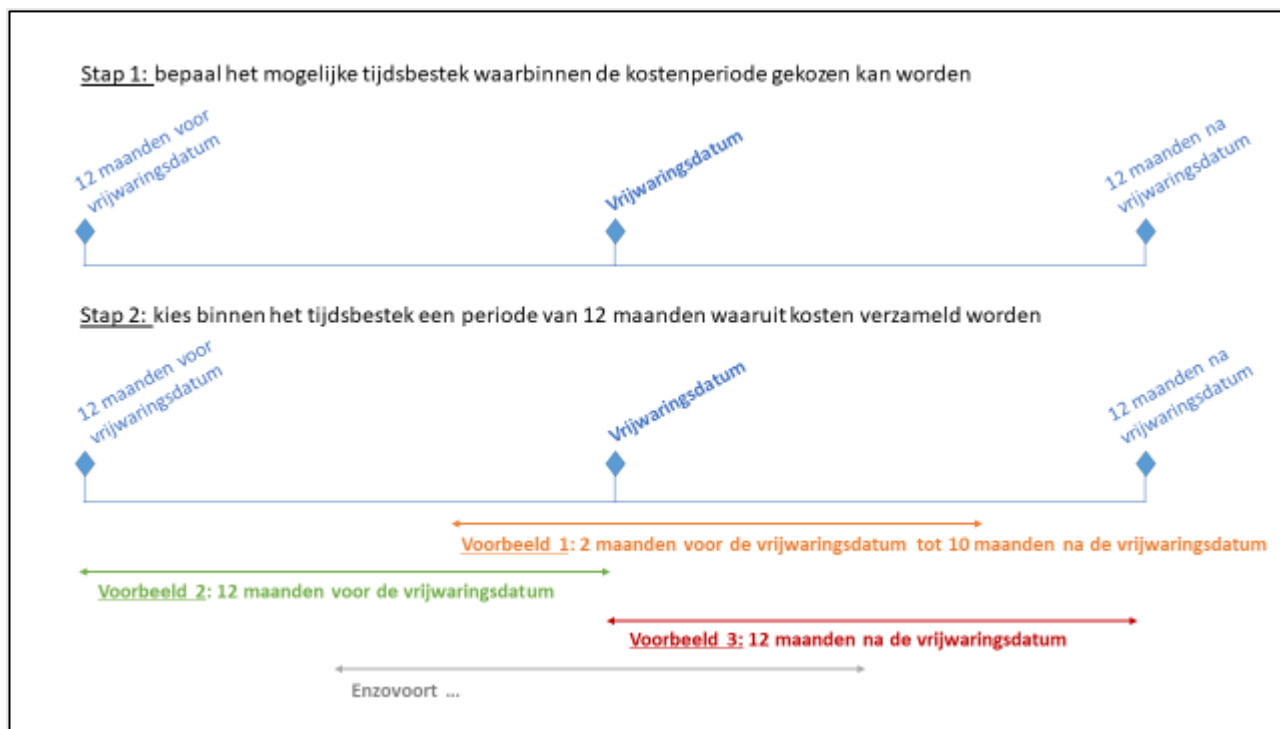 Stap 1: bepaal het mogelijke tijdsbestek waarbinnen de kostenperiode gekozen kan worden
12 maanden voor
vrijwaringsdatum
Vrijwaringsdatum
12 maanden na
vrijwaringsdatum
Stap 2: kies binnen het tijdsbestek een periode van 12 maanden waaruit kosten verzameld worden
12 maanden voor
vrijwaringsdatum
Vrijwaringsdatum
12 maanden na
vrijwaringsdatum
Voorbeeld 1: 2 maanden voor de vrijwaringsdatum tot 10 maanden na de vrijwaringsdatum
Voorbeeld 2: 12 maanden voor de vrijwaringsdatum
Voorbeeld 3: 12 maanden na de vrijwaringsdatum
Enzovoort ...